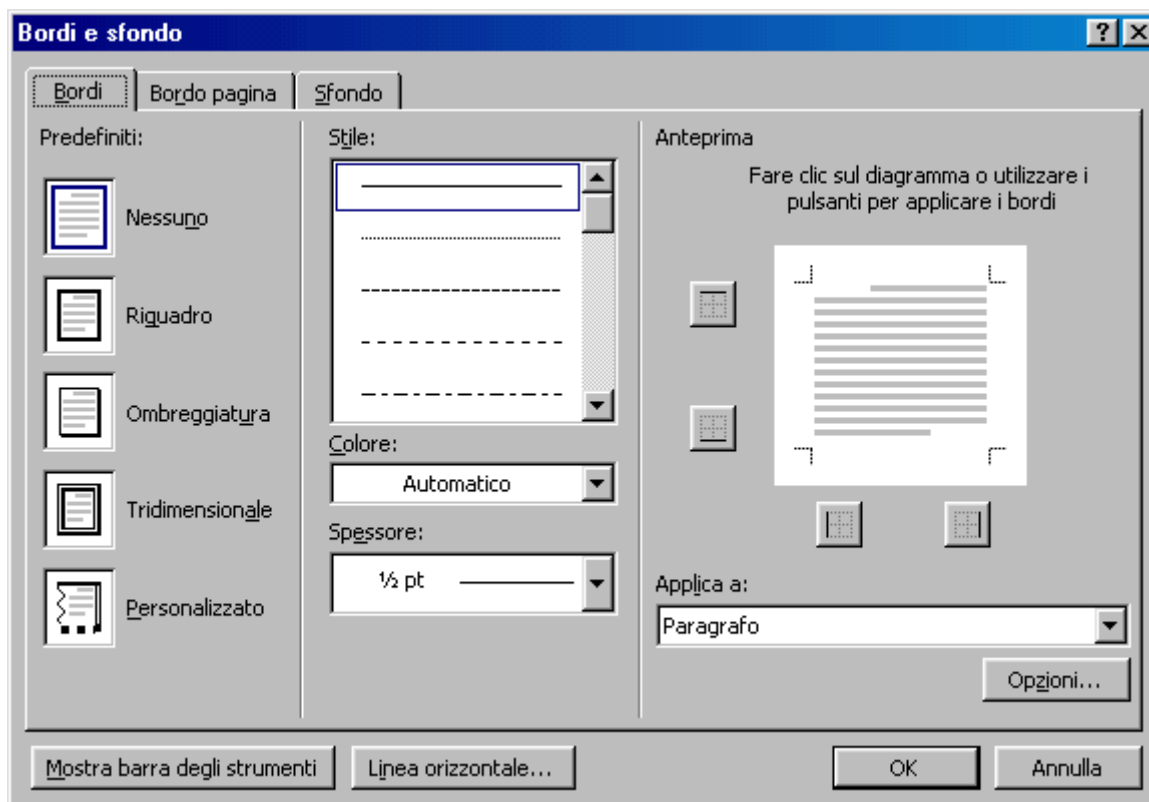 Bordi e sfondo
Bordi
Bordo pagina
Sfondo
Predefiniti:
Nessuno
Riquadro
Ombreggiatura
Tridimensionale
Personalizzato
Stile:
Colore:
Automatico
Spessore:
½ pt
Anteprima
Fare clic sul diagramma o utilizzare i
pulsanti per applicare i bordi
Applica a:
Paragrafo
Opzioni...
Mostra barra degli strumenti
Linea orizzontale...
OK
Annulla